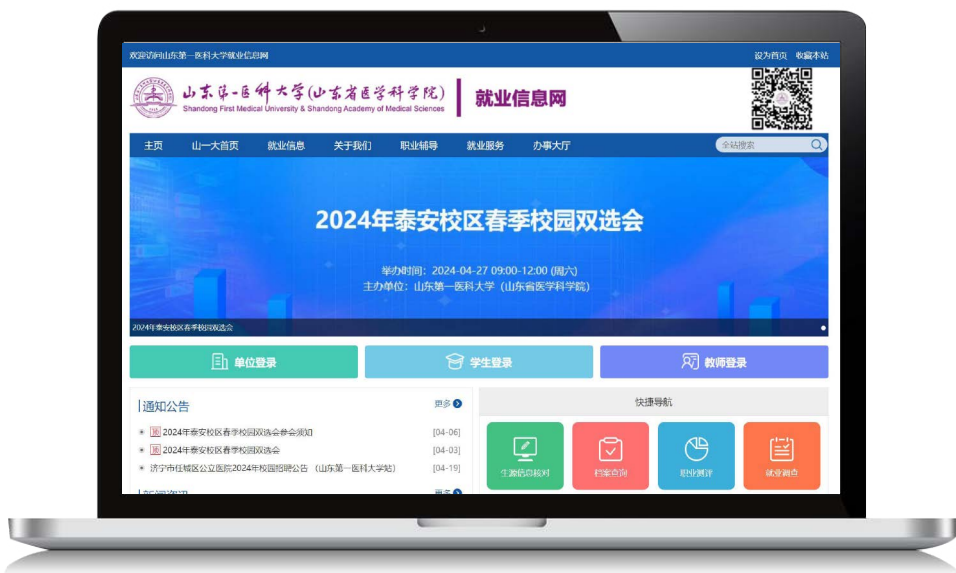 欢迎访问山东第一医科大学就业信息网 设为首页 收藏本站
山东第一医科大学(山东省医学科学院) 就业信息网
Shandong First Medical University & Shandong Academy of Medical Sciences
主页 山一大首页 就业信息 关于我们 职业辅导 就业服务 办事大厅 全站搜索
2024年泰安校区春季校园双选会
举办时间：2024-04-27 09:00-12:00 (周六)
主办单位：山东第一医科大学（山东省医学科学院）
2024年泰安校区春季校园双选会
单位登录 学生登录 教师登录
通知公告 更多 快捷导航
2024年泰安校区春季校园双选会参会须知 [04-06]
2024年泰安校区春季校园双选会 [04-03]
济宁市任城区公立医院2024年校园招聘公告 （山东第一医科大学站） [04-19]
生源信息核对 档案查询 职业测评 就业调查